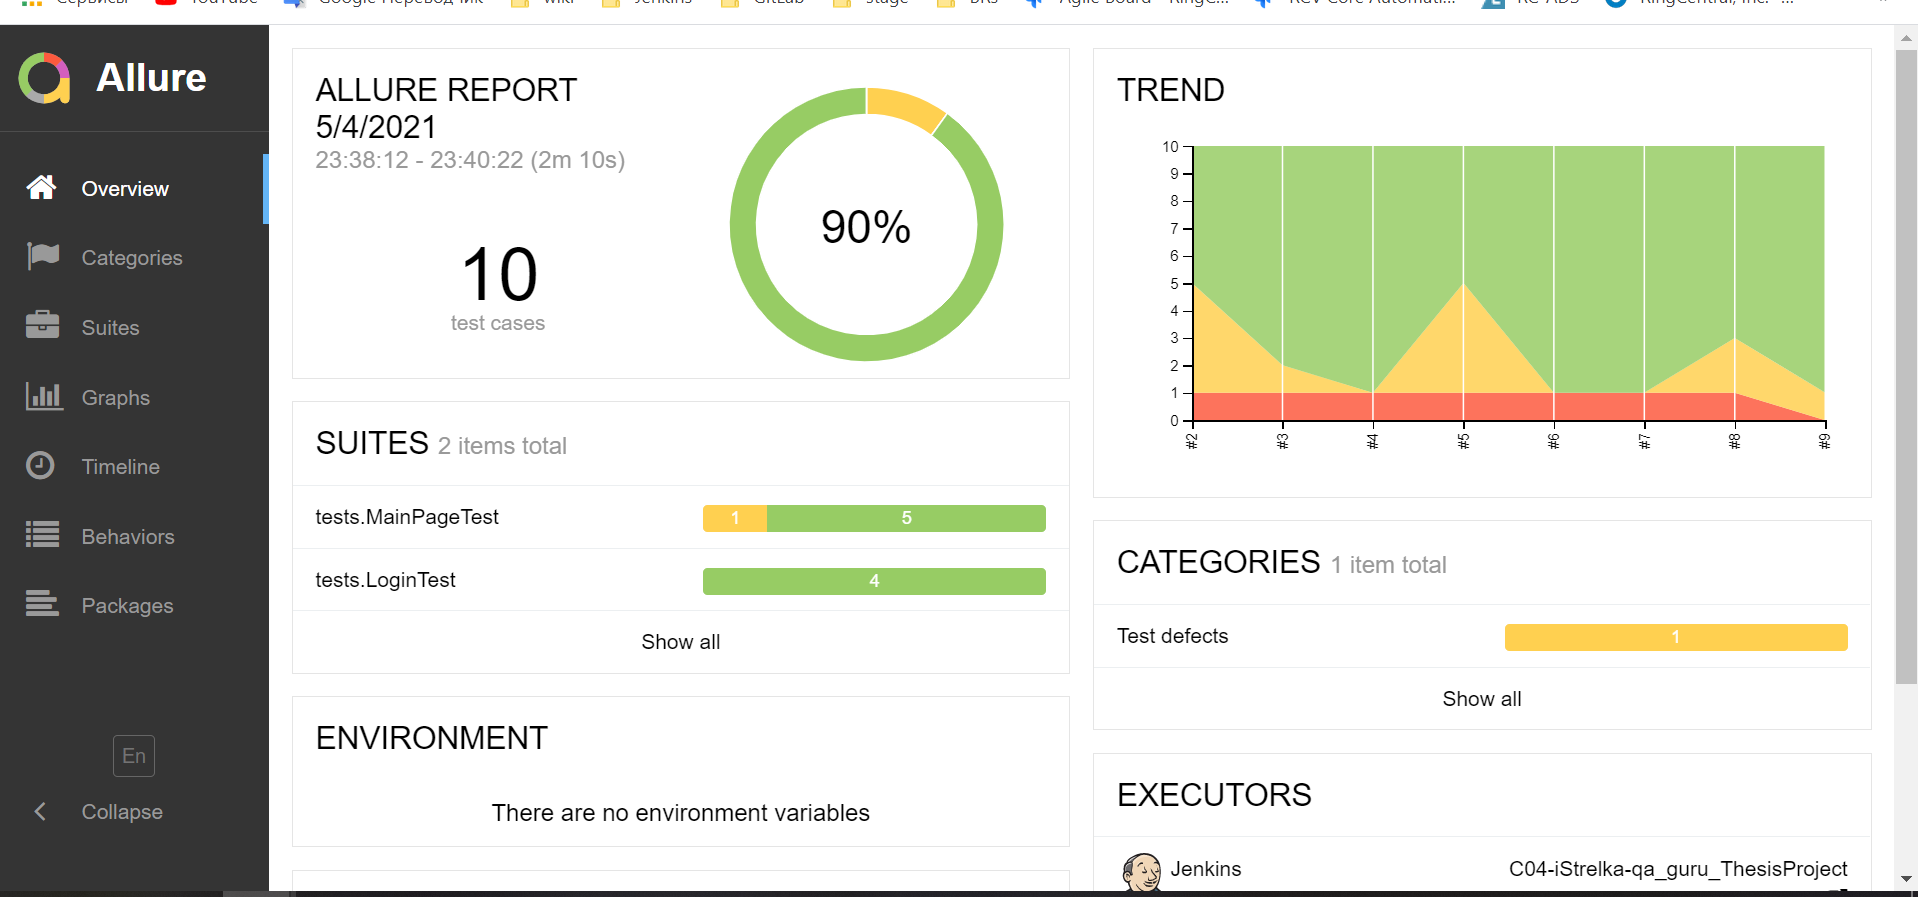 YouTube
Jenkins
GitLab
stage
Allure
Overview
Categories
Suites
Graphs
Timeline
Behaviors
Packages
En
Collapse
ALLURE REPORT
5/4/2021
23:38:12 - 23:40:22 (2m 10s)
10
test cases
90%
SUITES 2 items total
tests.MainPageTest 1 5
tests.LoginTest 4
Show all
ENVIRONMENT
There are no environment variables
TREND
10
9
8
7
6
5
4
3
2
1
0
#2 #3 #4 #5 #6 #7 #8 #9
CATEGORIES 1 item total
Test defects 1
Show all
EXECUTORS
Jenkins C04-iStrelka-qa_guru_ThesisProject